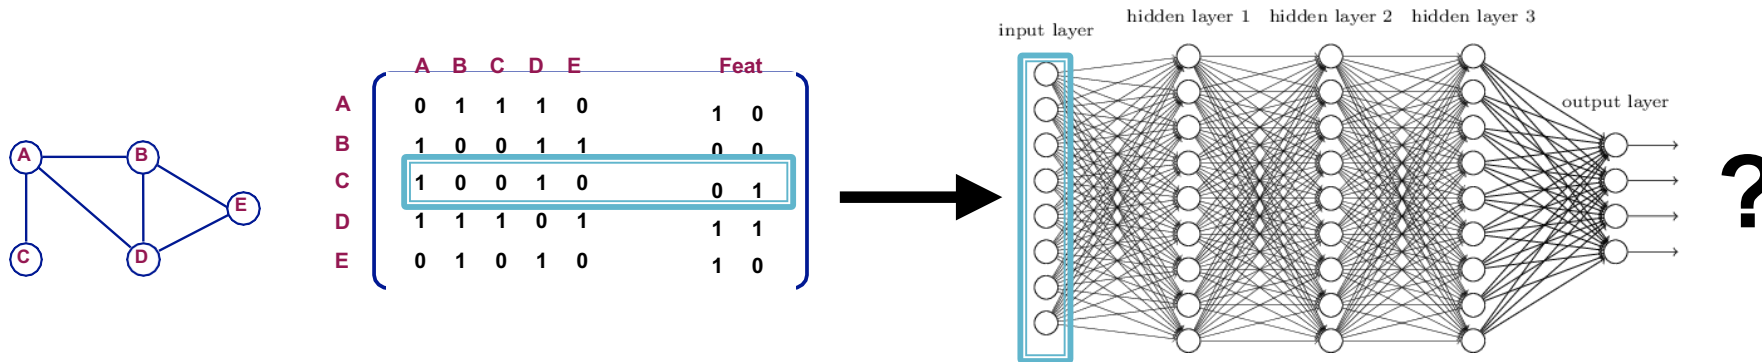 A B
E
C D
A B C D E Feat
A 0 1 1 1 0 1 0
B 1 0 0 1 1 0 0
C 1 0 0 1 0 0 1
D 1 1 1 0 1 1 1
E 0 1 0 1 0 1 0
input layer
hidden layer 1 hidden layer 2 hidden layer 3
output layer
?